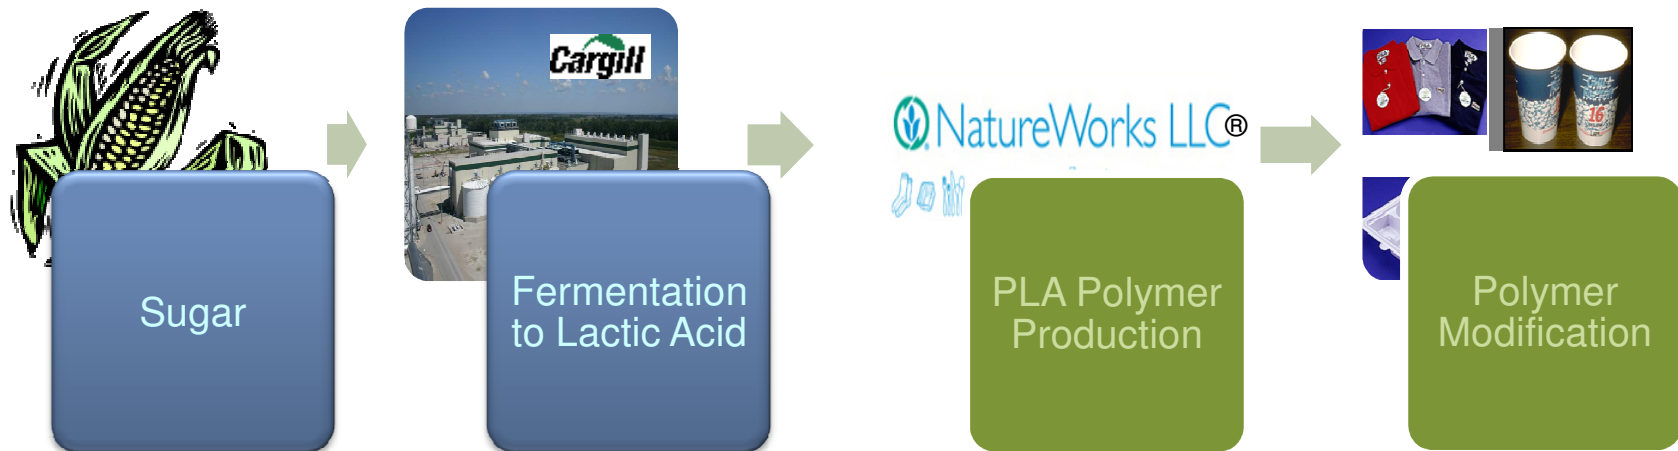 Cargill
NatureWorks LLC®
16
Sugar
Fermentation
to Lactic Acid
PLA Polymer
Production
Polymer
Modification